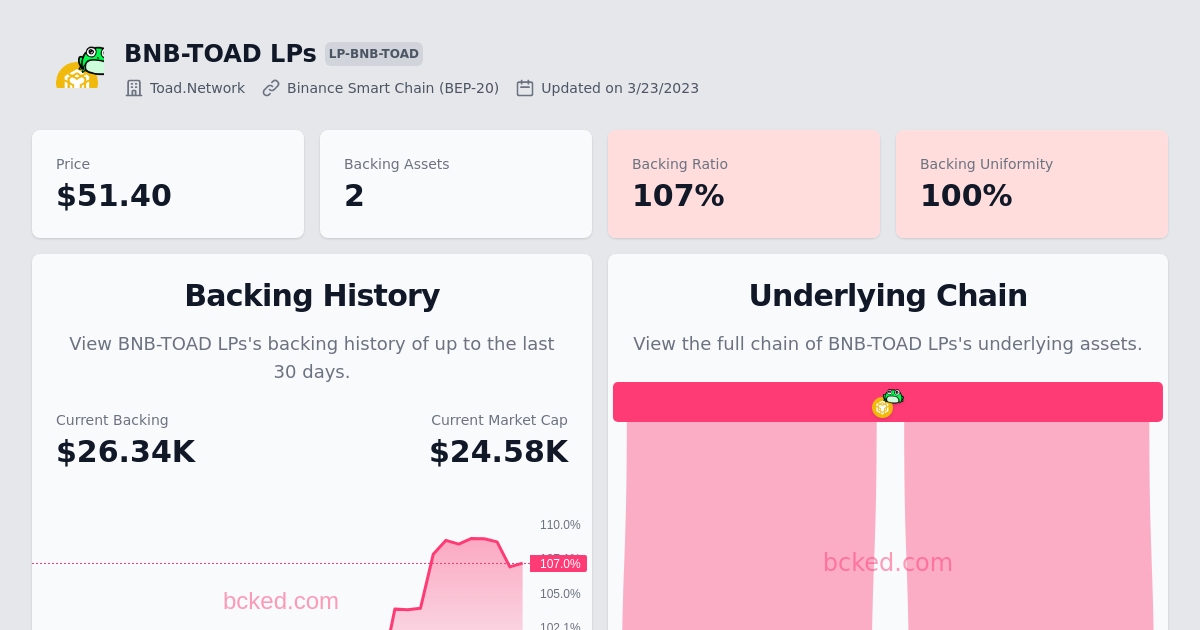 BNB-TOAD LPs LP-BNB-TOAD
Toad.Network Binance Smart Chain (BEP-20) Updated on 3/23/2023
Price
$51.40
Backing Assets
2
Backing Ratio
107%
Backing Uniformity
100%
Backing History
View BNB-TOAD LPs's backing history of up to the last
30 days.
Current Backing
$26.34K
Current Market Cap
$24.58K
110.0%
107.0%
105.0%
102.1%
bcked.com
Underlying Chain
View the full chain of BNB-TOAD LPs's underlying assets.
bcked.com